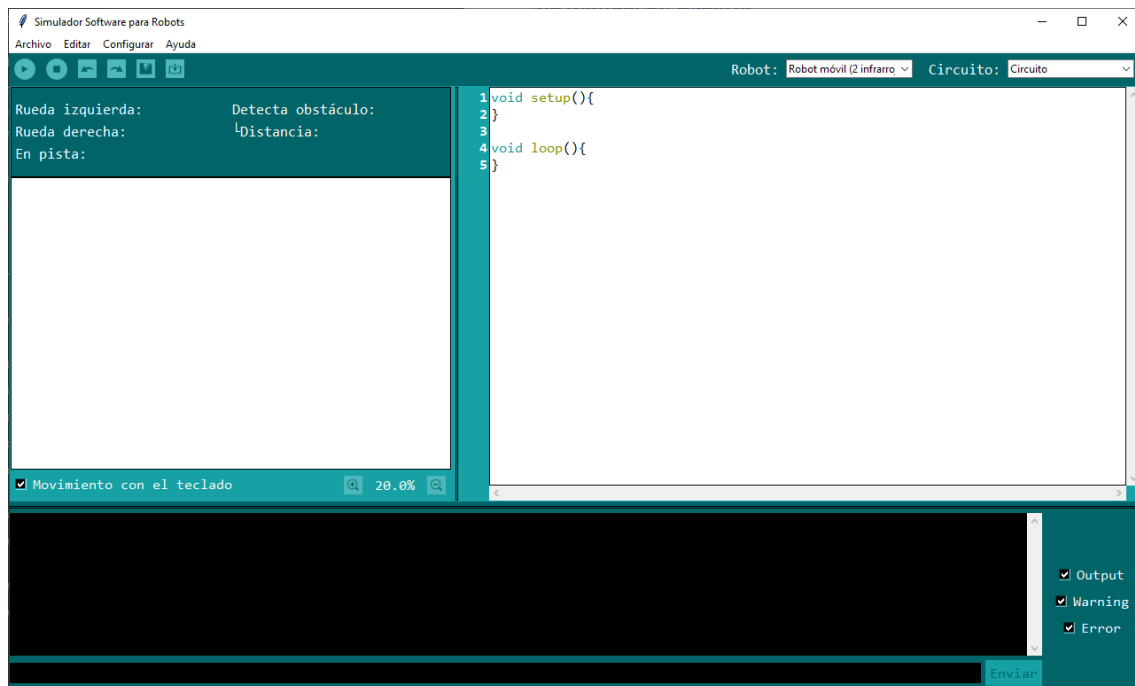 Simulador Software para Robots
Archivo Editar Configurar Ayuda
Robot: Robot móvil (2 infrarro Circuito: Circuito
Rueda izquierda: Detecta obstáculo:
Rueda derecha: └Distancia:
En pista:
1 void setup(){
2 }
3
4 void loop(){
5 }
Movimiento con el teclado 20.0%
Output
Warning
Error
Enviar